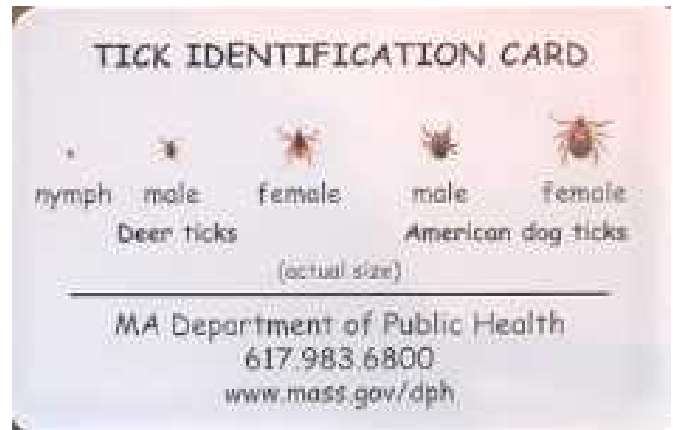 TICK IDENTIFICATION CARD
nymph male female male female
Deer ticks American dog ticks
(actual size)
MA Department of Public Health
617.983.6800
www.mass.gov/dph